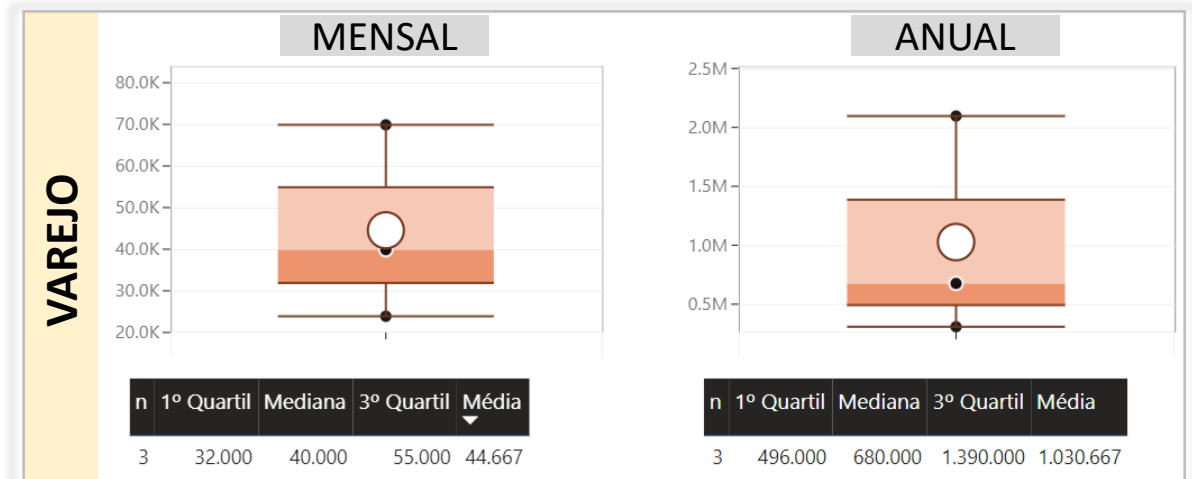 VAREJO
MENSAL
80.0K
70.0K
60.0K
50.0K
40.0K
30.0K
20.0K
n 1º Quartil Mediana 3º Quartil Média
3 32.000 40.000 55.000 44.667
ANUAL
2.5M
2.0M
1.5M
1.0M
0.5M
n 1º Quartil Mediana 3º Quartil Média
3 496.000 680.000 1.390.000 1.030.667